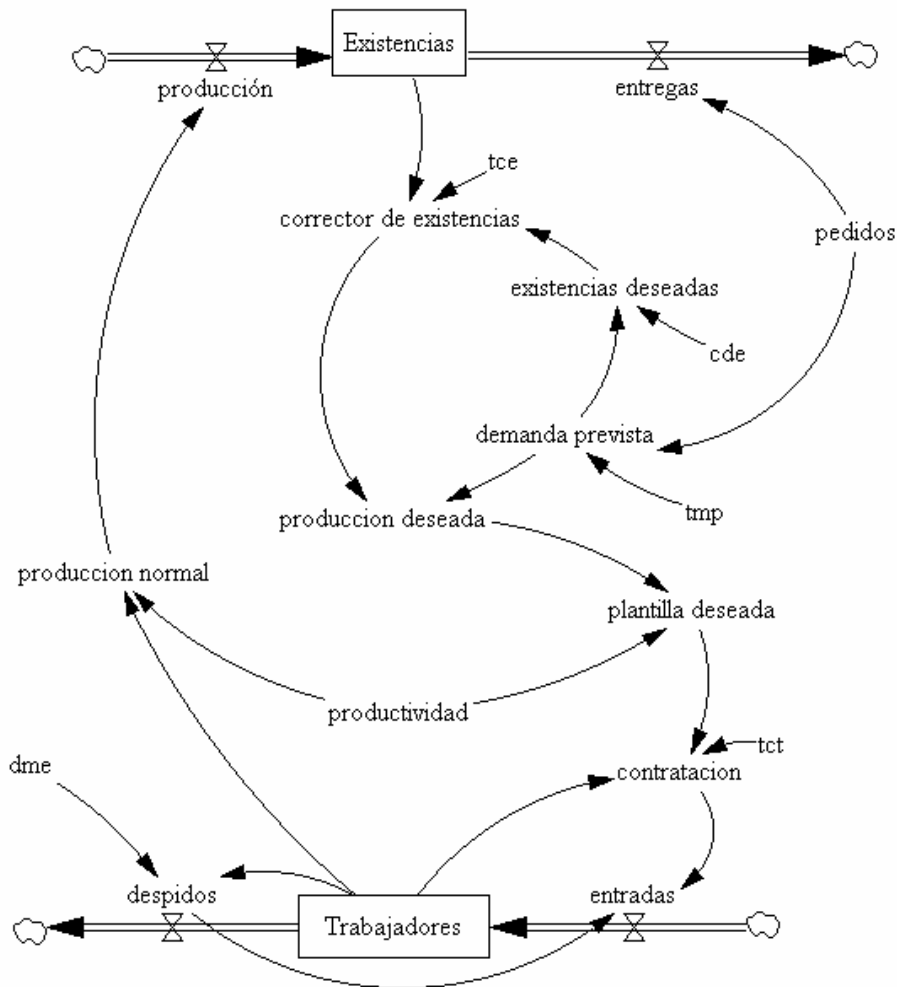 Existencias
producción
entregas
tce
corrector de existencias
pedidos
existencias deseadas
cde
demanda prevista
tmp
produccion deseada
produccion normal
plantilla deseada
productividad
tct
dme
contratacion
despidos
entradas
Trabajadores